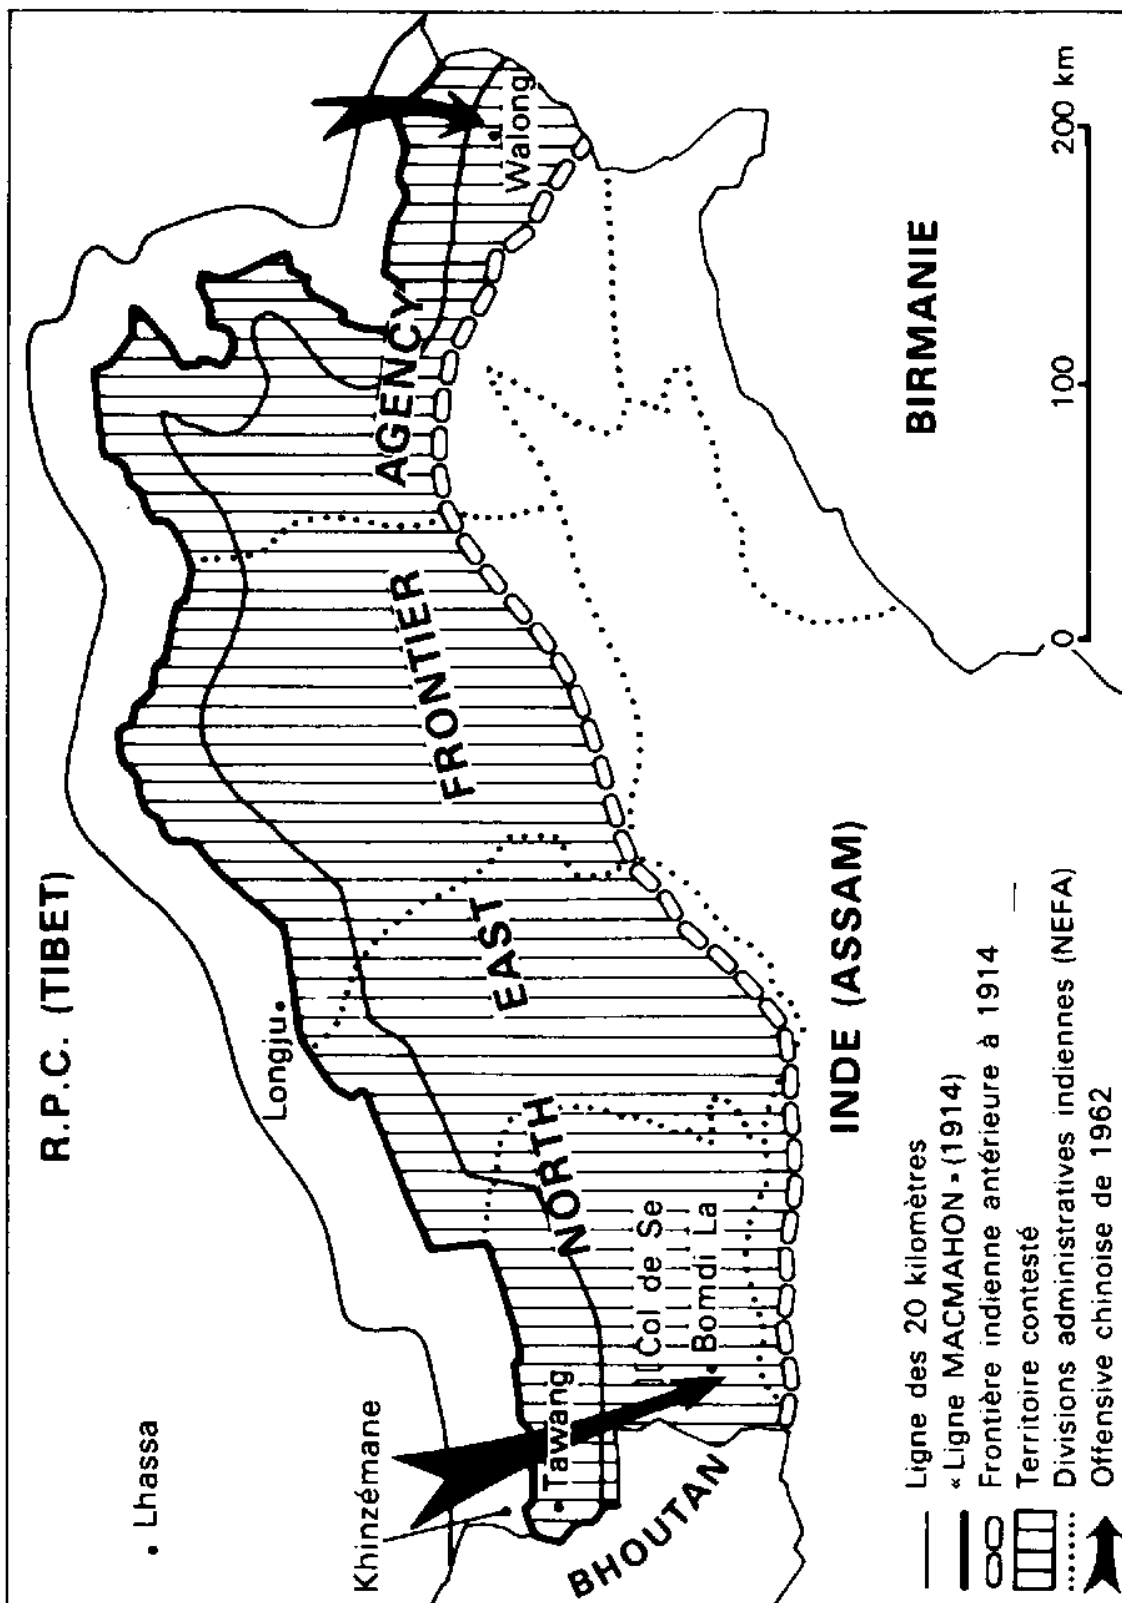 R.P.C. (TIBET)
• Lhassa
Khinzémane
Longju
Tawang
Walong
NORTH EAST FRONTIER AGENCY
Col de Se
Bomdi La
BHOUTAN
INDE (ASSAM)
BIRMANIE
Ligne des 20 kilomètres
« Ligne MACMAHON » (1914)
Frontière indienne antérieure à 1914
Territoire contesté
Divisions administratives indiennes (NEFA)
Offensive chinoise de 1962
0 100 200 km